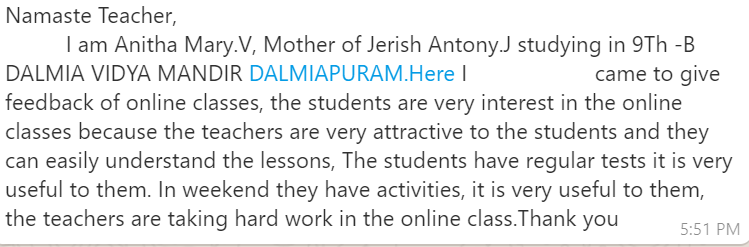 Namaste Teacher,
I am Anitha Mary.V, Mother of Jerish Antony.J studying in 9Th -B
DALMIA VIDYA MANDIR DALMIAPURAM.Here I came to give
feedback of online classes, the students are very interest in the online
classes because the teachers are very attractive to the students and they
can easily understand the lessons, The students have regular tests it is very
useful to them. In weekend they have activities, it is very useful to them,
the teachers are taking hard work in the online class.Thank you
5:51 PM